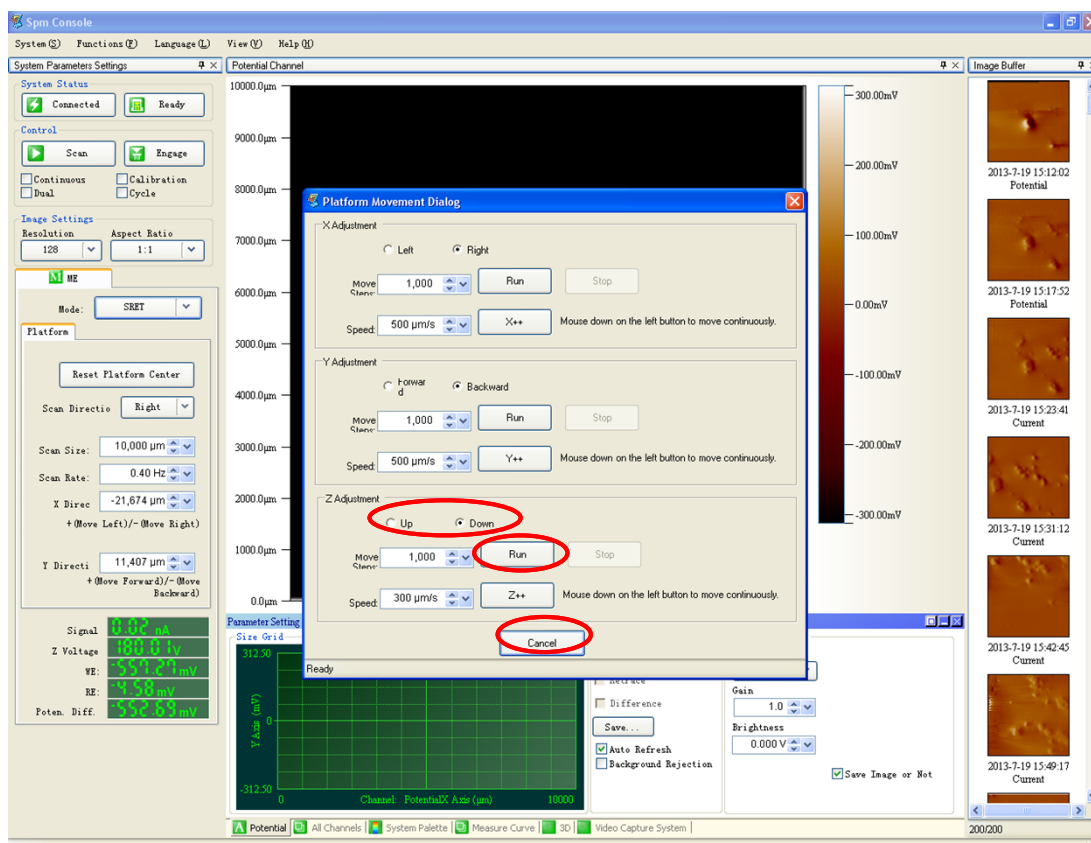 Spm Console
System(S) Functions(F) Language(L) View(V) Help(H)
System Parameters Settings
System Status
Connected Ready
Control
Scan Engage
Continuous Calibration
Dual Cycle
Image Settings
Resolution Aspect Ratio
128 1:1
ME
Mode: SRET
Platform
Reset Platform Center
Scan Directio Right
Scan Size: 10,000 µm
Scan Rate: 0.40 Hz
X Direc -21,674 µm
+(Move Left)/-(Move Right)
Y Directi 11,407 µm
+(Move Forward)/-(Move
Backward)
Signal 0.02 nA
Z Voltage 180.01v
WE: -557.27mV
RE: -4.58 mV
Poten. Diff. -552.69mV
Potential Channel
10000.0µm
9000.0µm
8000.0µm
7000.0µm
6000.0µm
5000.0µm
4000.0µm
3000.0µm
2000.0µm
1000.0µm
0.0µm
300.00mV
200.00mV
100.00mV
0.00mV
-100.00mV
-200.00mV
-300.00mV
Platform Movement Dialog
X Adjustment
Left Right
Move
Steps:
1,000 Run Stop
Speed: 500 µm/s X++ Mouse down on the left button to move continuously.
Y Adjustment
Forwar
d
Backward
Move
Steps:
1,000 Run Stop
Speed: 500 µm/s Y++ Mouse down on the left button to move continuously.
Z Adjustment
Up Down
Move
Steps:
1,000 Run Stop
Speed: 300 µm/s Z++ Mouse down on the left button to move continuously.
Cancel
Ready
Parameter Setting
Size Grid
312.50
Y Axis (mV)
0
-312.50
0 Channel: PotentialX Axis (µm) 10000
Retrace
Difference
Save...
Auto Refresh
Background Rejection
Gain
1.0
Brightness
0.000 V
Save Image or Not
Potential All Channels System Palette Measure Curve 3D Video Capture System
Image Buffer
2013-7-19 15:12:02
Potential
2013-7-19 15:17:52
Potential
2013-7-19 15:23:41
Current
2013-7-19 15:31:12
Current
2013-7-19 15:42:45
Current
2013-7-19 15:49:17
Current
200/200